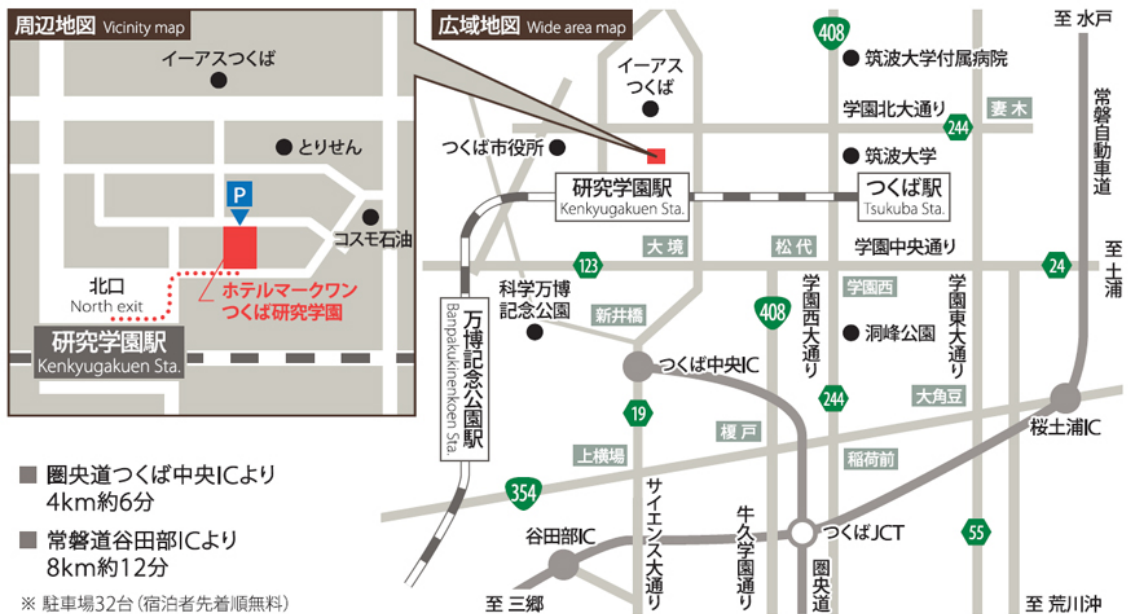 周辺地図 Vicinity map
イーアスつくば
とりせん
P
コスモ石油
北口
North exit
ホテルマークワン
つくば研究学園
研究学園駅
Kenkyugakuen Sta.
圏央道つくば中央ICより
4km約6分
常磐道谷田部ICより
8km約12分
※ 駐車場32台(宿泊者先着順無料)
広域地図 Wide area map
至 水戸
408
イーアス
つくば
筑波大学付属病院
常磐自動車道
学園北大通り
244
妻木
つくば市役所
筑波大学
研究学園駅
Kenkyugakuen Sta.
つくば駅
Tsukuba Sta.
大境
松代
学園中央通り
123
24
至 土浦
科学万博
記念公園
新井橋
408
学園西大通り
学園西
学園東大通り
万博記念公園駅
Banpakukinenkoen Sta.
洞峰公園
つくば中央IC
19
244
大角豆
桜土浦IC
榎戸
上横場
稲荷前
354
サイエンス大通り
牛久学園通り
つくばJCT
55
谷田部IC
圏央道
至 三郷
至 荒川沖